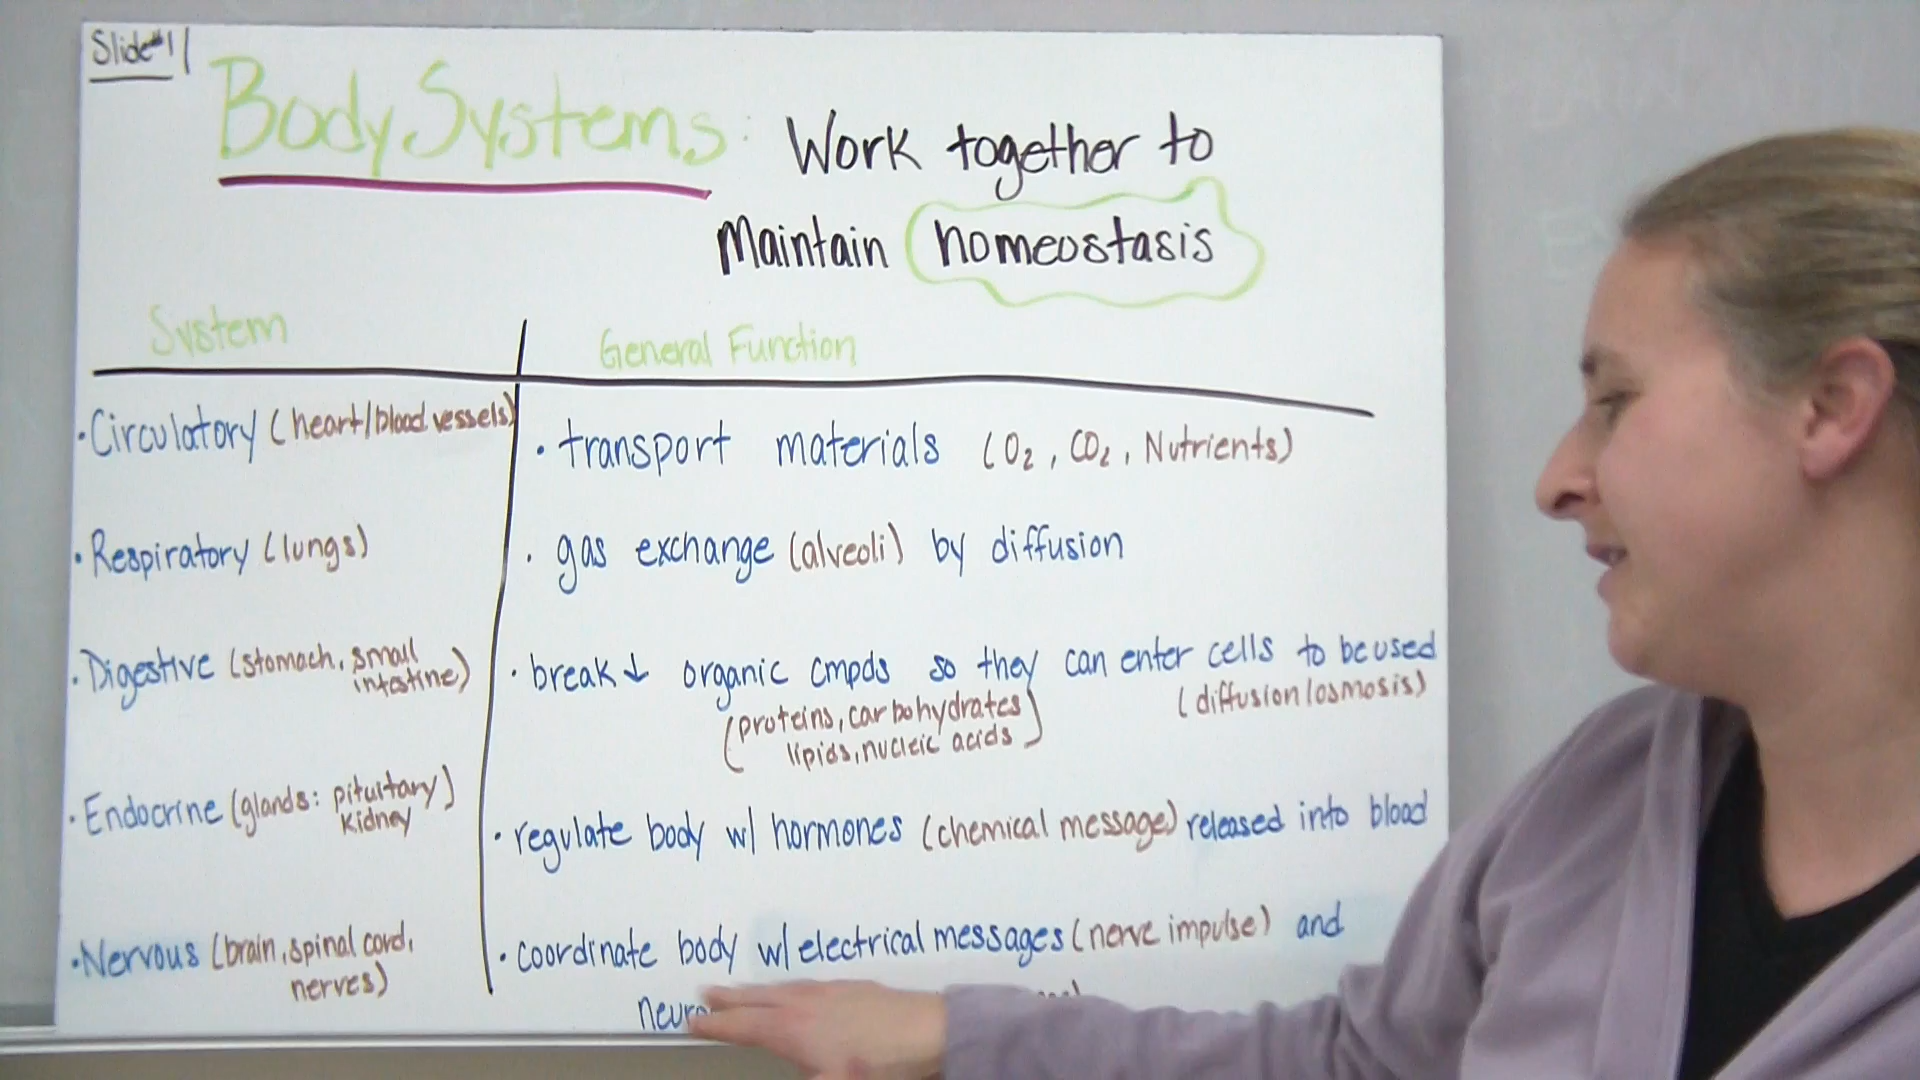 Slide #1
Body Systems: Work together to
Maintain homeostasis
System
General Function
• Circulatory (heart/blood vessels)
• transport materials (O₂, CO₂, Nutrients)
• Respiratory (lungs)
• gas exchange (alveoli) by diffusion
• Digestive (stomach, small
intestine)
• break ↓ organic cmpds so they can enter cells to be used
(proteins, carbohydrates
lipids, nucleic acids)
(diffusion/osmosis)
• Endocrine (glands: pituitary)
kidney
• regulate body w/ hormones (chemical message) released into blood
• Nervous (brain, spinal cord,
nerves)
• coordinate body w/ electrical messages (nerve impulse) and